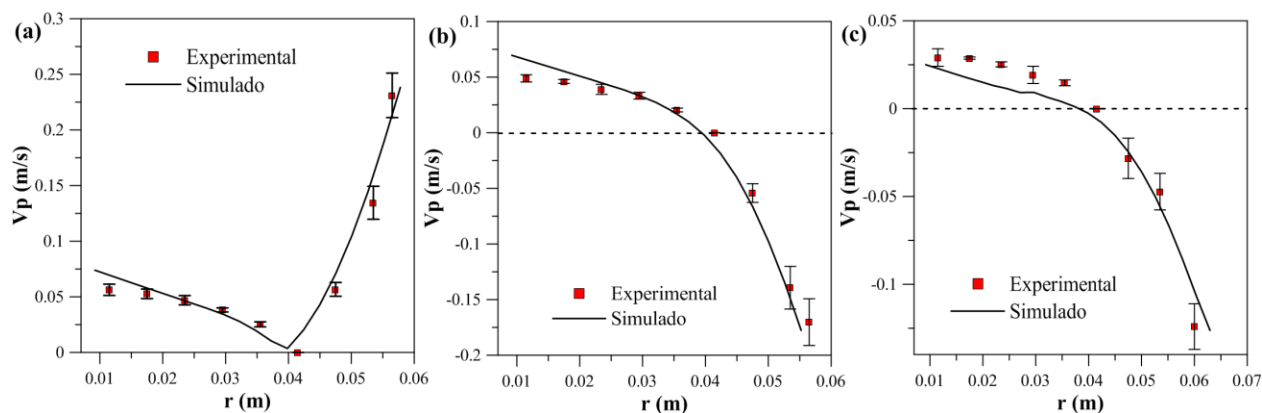 (a)
0.3
0.25
0.2
0.15
0.1
0.05
0
Vp (m/s)
Experimental
Simulado
0.01 0.02 0.03 0.04 0.05 0.06
r (m)
(b)
0.1
0.05
0
-0.05
-0.1
-0.15
-0.2
Vp (m/s)
Experimental
Simulado
0.01 0.02 0.03 0.04 0.05 0.06
r (m)
(c)
0.05
0
-0.05
-0.1
Vp (m/s)
Experimental
Simulado
0.01 0.02 0.03 0.04 0.05 0.06 0.07
r (m)